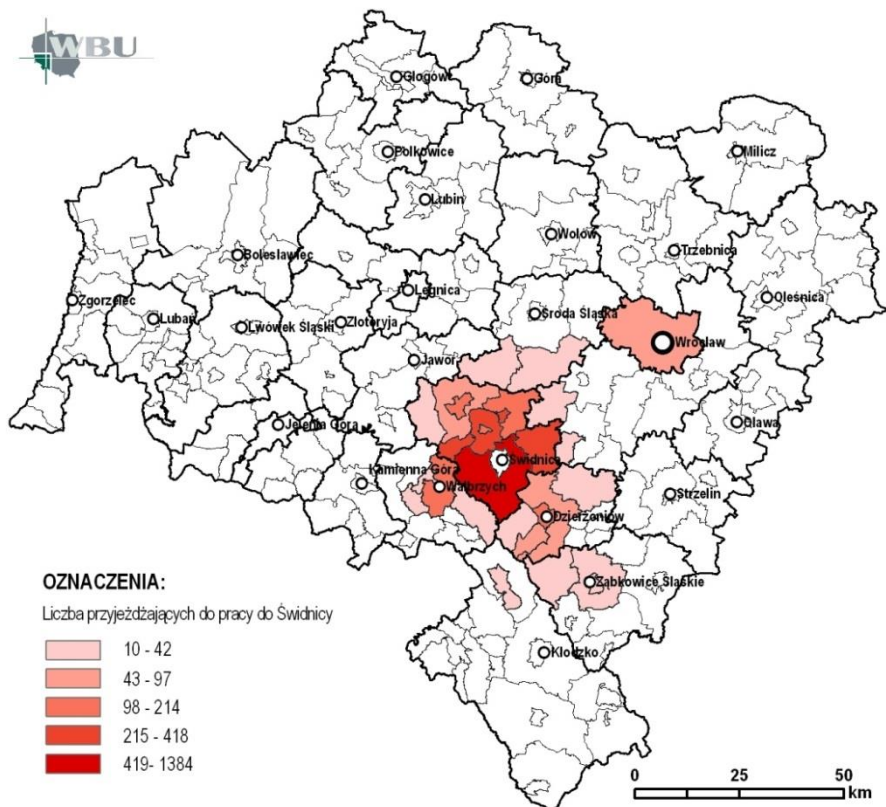 WBU
Głogów
Góra
Polkowice
Milicz
Lubin
Wołów
Trzebnica
Bolesławiec
Oleśnica
Legnica
Zgorzelec
Środa Śląska
Lubań
Lwówek Śląski
Złotoryja
Wrocław
Jawor
Oława
Jelenia Góra
Świdnica
Kamienna Góra
Wałbrzych
Strzelin
Dzierżoniów
OZNACZENIA:
Ząbkowice Śląskie
Liczba przyjeżdżających do pracy do Świdnicy
10 - 42
Kłodzko
43 - 97
98 - 214
215 - 418
419- 1384
0 25 50
km